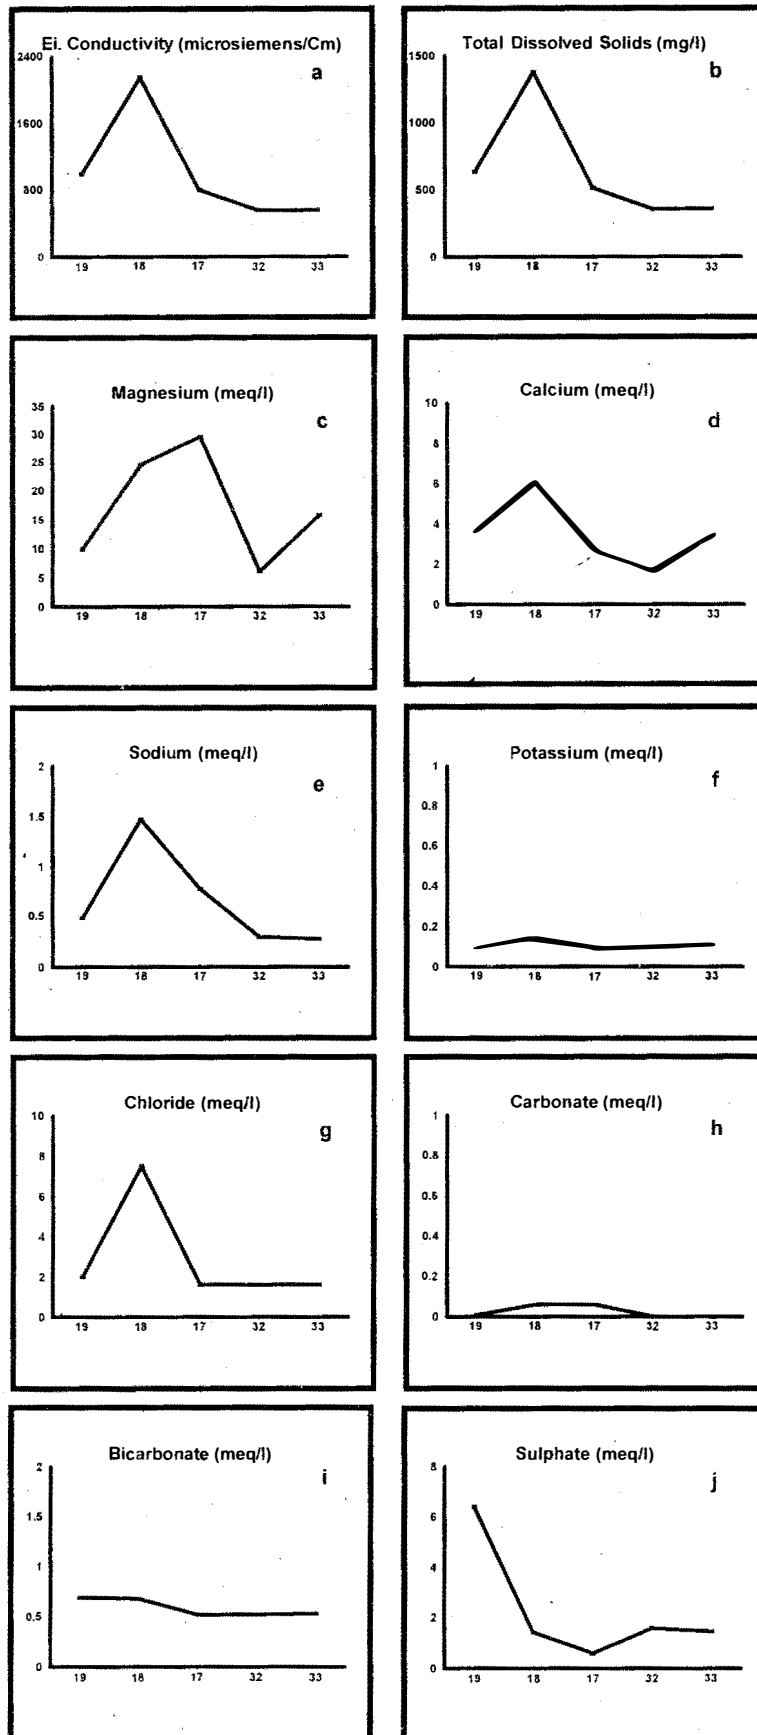 Ei. Conductivity (microsiemens/Cm)
a
2400
1600
800
0
19 18 17 32 33
Total Dissolved Solids (mg/l)
b
1500
1000
500
0
19 18 17 32 33
Magnesium (meq/l)
c
35
30
25
20
15
10
5
0
19 18 17 32 33
Calcium (meq/l)
d
10
8
6
4
2
0
19 18 17 32 33
Sodium (meq/l)
e
2
1.5
1
0.5
0
19 18 17 32 33
Potassium (meq/l)
f
1
0.8
0.6
0.4
0.2
0
19 18 17 32 33
Chloride (meq/l)
g
10
8
6
4
2
0
19 18 17 32 33
Carbonate (meq/l)
h
1
0.8
0.6
0.4
0.2
0
19 18 17 32 33
Bicarbonate (meq/l)
i
2
1.5
1
0.5
0
19 18 17 32 33
Sulphate (meq/l)
j
8
6
4
2
0
19 18 17 32 33